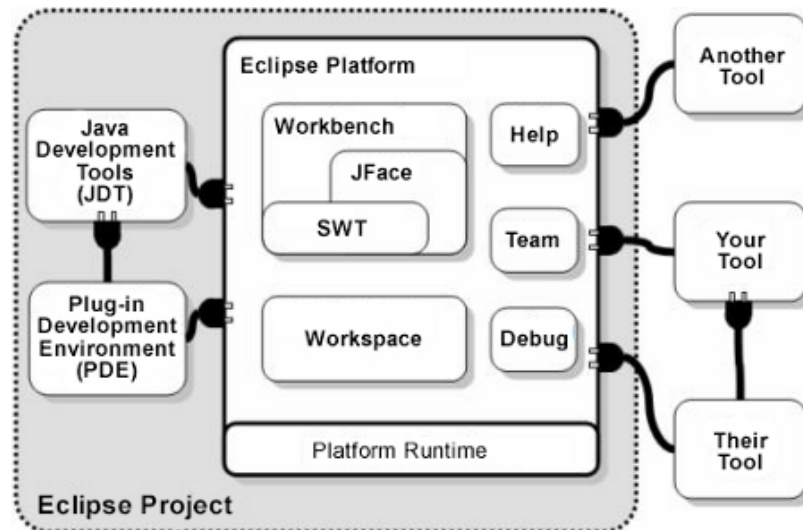 Another
Tool
Eclipse Platform
Java
Development
Tools
(JDT)
Workbench
JFace
SWT
Help
Team
Your
Tool
Plug-in
Development
Environment
(PDE)
Workspace
Debug
Their
Tool
Platform Runtime
Eclipse Project